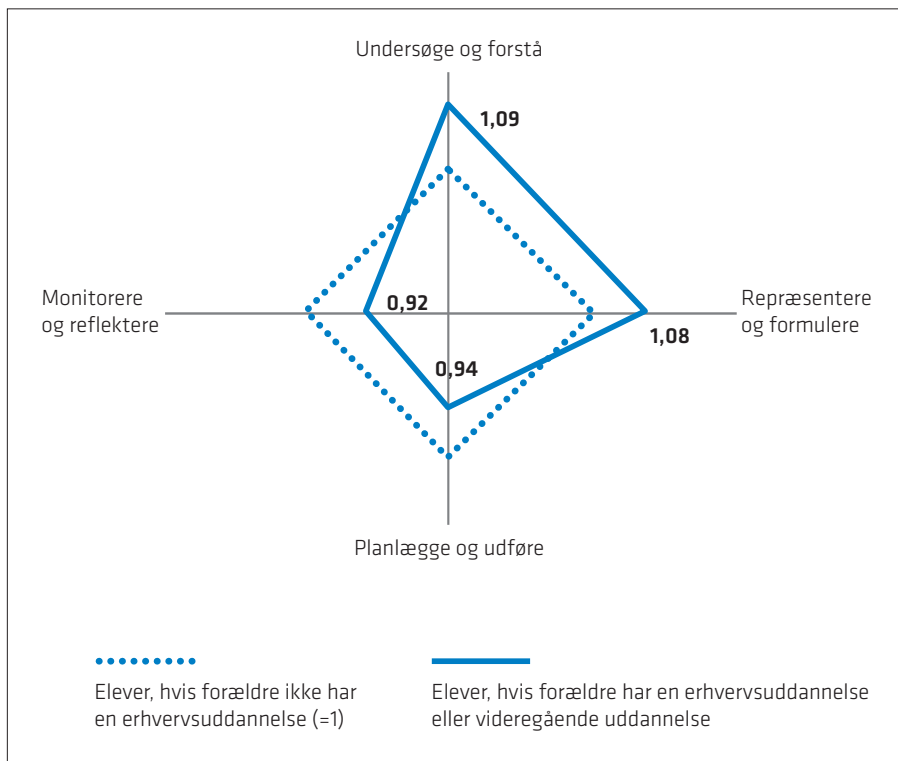 Undersøge og forstå
1,09
Monitorere
og reflektere
0,92
Repræsentere
og formulere
1,08
0,94
Planlægge og udføre
Elever, hvis forældre ikke har
en erhvervsuddannelse (=1)
Elever, hvis forældre har en erhvervsuddannelse
eller videregående uddannelse